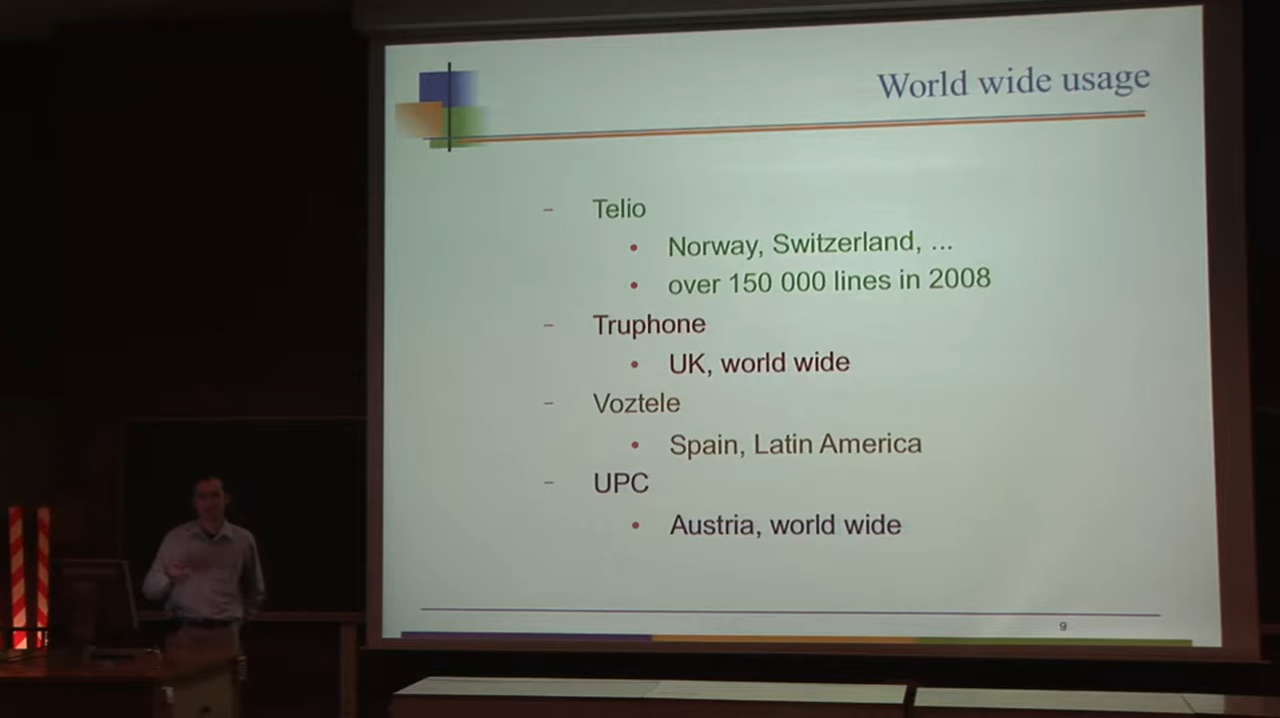 World wide usage
– Telio
• Norway, Switzerland, ...
• over 150 000 lines in 2008
– Truphone
• UK, world wide
– Voztele
• Spain, Latin America
– UPC
• Austria, world wide
9